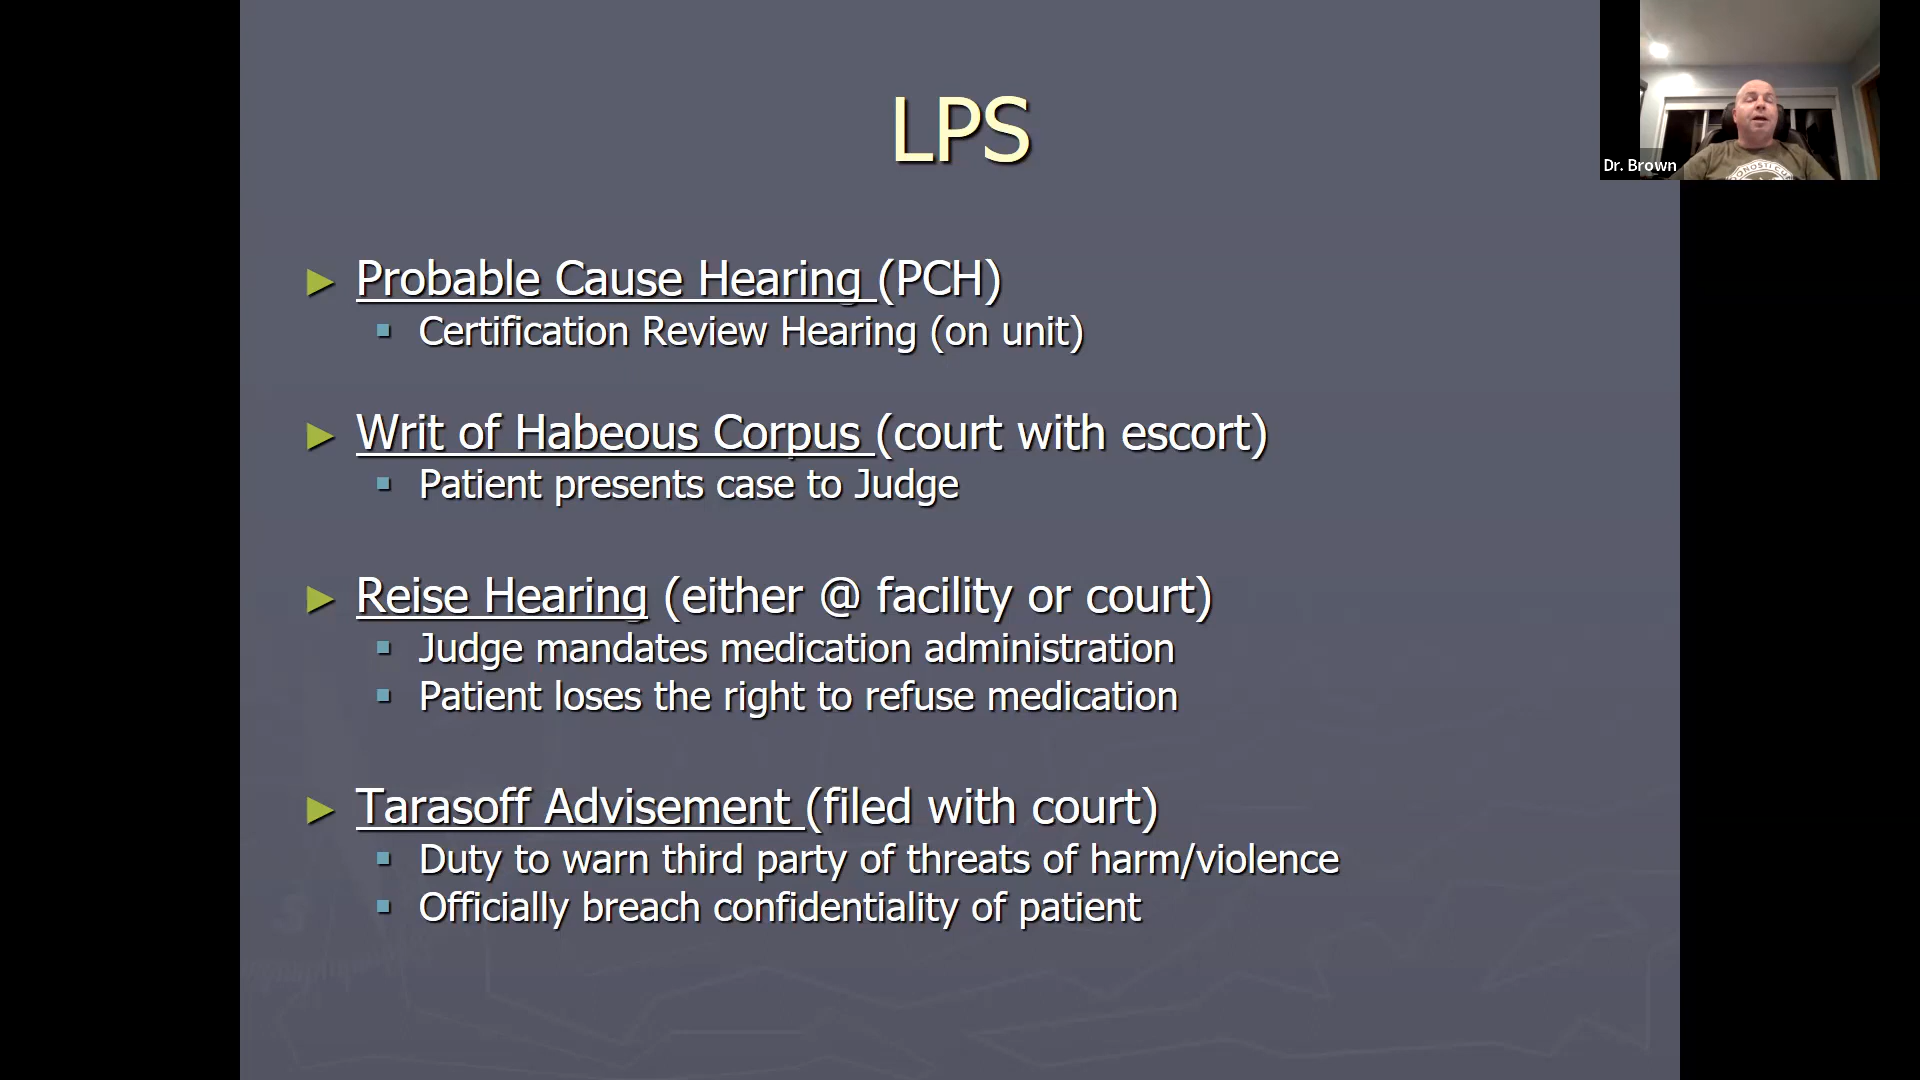 LPS
Dr. Brown
► Probable Cause Hearing (PCH)
▪ Certification Review Hearing (on unit)
► Writ of Habeous Corpus (court with escort)
▪ Patient presents case to Judge
► Reise Hearing (either @ facility or court)
▪ Judge mandates medication administration
▪ Patient loses the right to refuse medication
► Tarasoff Advisement (filed with court)
▪ Duty to warn third party of threats of harm/violence
▪ Officially breach confidentiality of patient